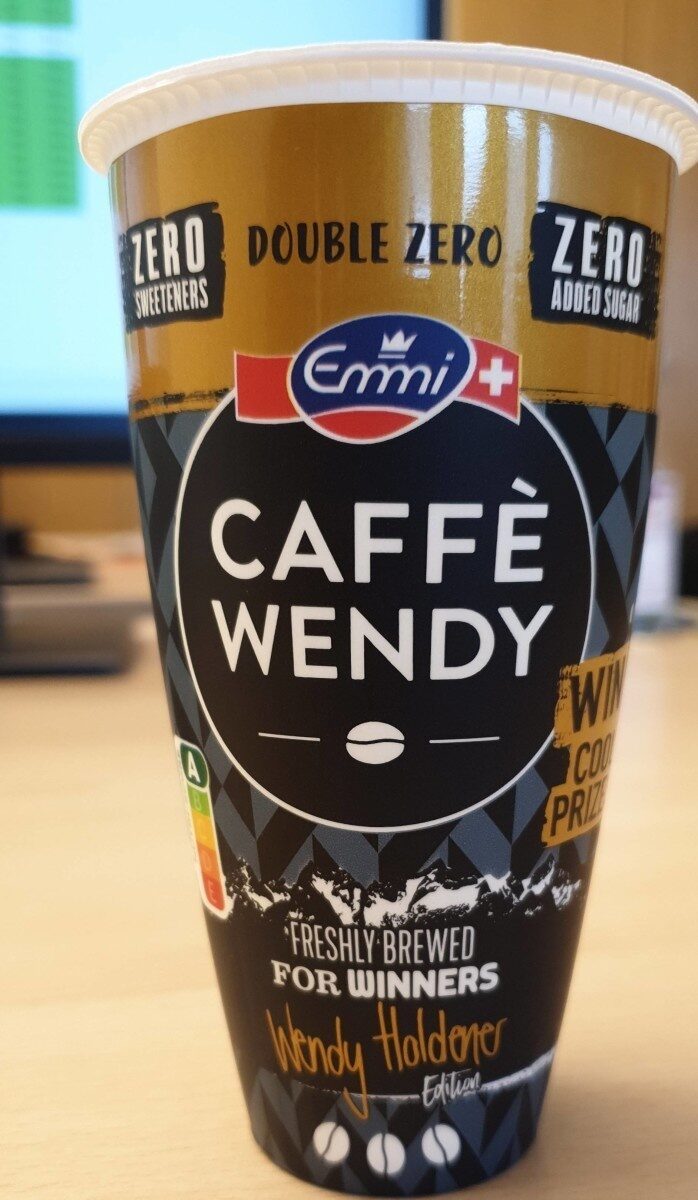 ZERO
SWEETENERS
DOUBLE ZERO
ZERO
ADDED SUGAR
Emmi
CAFFÈ
WENDY
WIN
COO
PRIZE
A
B
C
D
E
FRESHLY BREWED
FOR WINNERS
Wendy Holdener
Edition